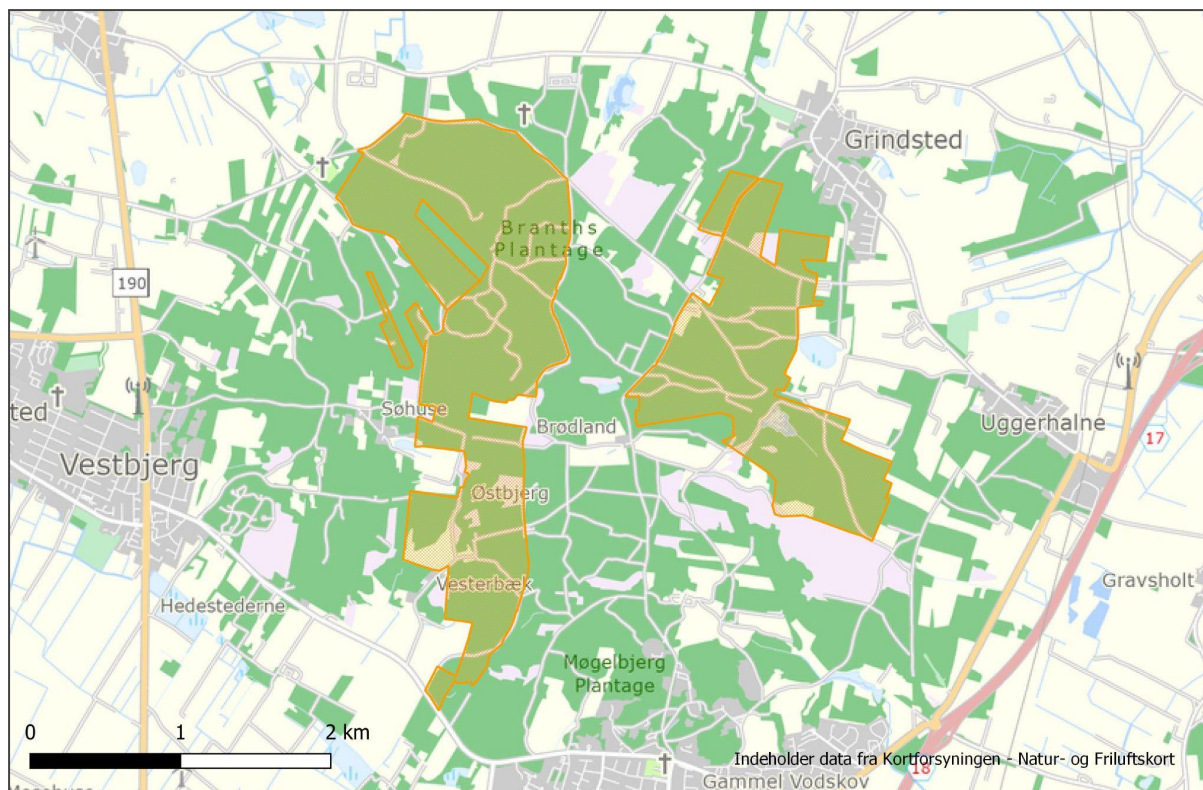 Grindsted
Branths
Plantage
190
Søhuse
Brødland
Uggerhalne
17
ted
Vestbjerg
Østbjerg
Vesterbæk
Gravsholt
Hedestederne
Møgelbjerg
Plantage
0 1 2 km
Indeholder data fra Kortforsyningen - Natur- og Friluftskort
18
Gammel Vodskov